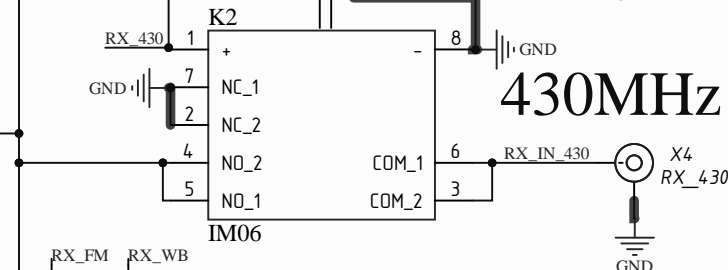 K2
RX_430 1 + - 8 GND
GND 7 NC_1
430MHz
2 NC_2
4 NO_2 COM_1 6 RX_IN_430 X4
5 NO_1 COM_2 3 RX_430
IM06
RX_FM RX_WB
GND